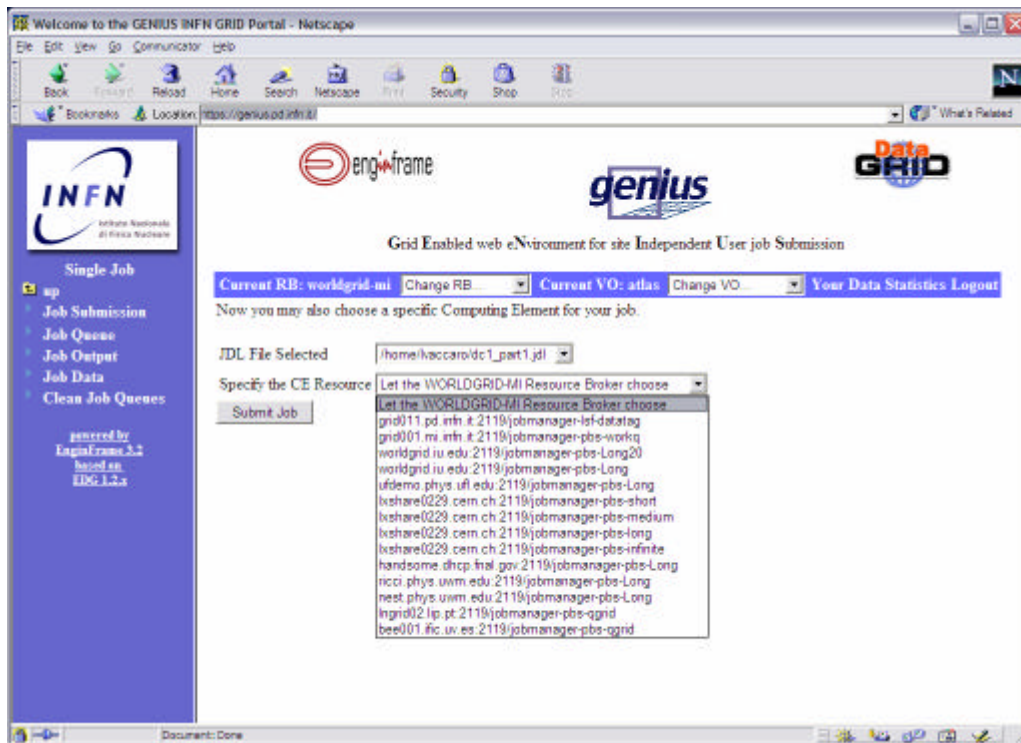 Welcome to the GENIUS INFN GRID Portal - Netscape
File Edit View Go Communicator Help
Back Forward Reload Home Search Netscape Print Security Shop Stop
Bookmarks Location: https://genius.pd.infn.it/ What's Related
INFN
Istituto Nazionale
di Fisica Nucleare
enginframe
genius
Data
GRID
Grid Enabled web eNvironment for site Independent User job Submission
Single Job
up
Job Submission
Job Queue
Job Output
Job Data
Clean Job Queues
powered by
EnginFrame 3.2
based on
EDG 1.2.x
Current RB: worldgrid-mi Change RB... Current VO: atlas Change VO... Your Data Statistics Logout
Now you may also choose a specific Computing Element for your job.
JDL File Selected /home/lvaccaro/dc1_part1.jdl
Specify the CE Resource Let the WORLDGRID-MI Resource Broker choose
Submit Job
Let the WORLDGRID-MI Resource Broker choose
grid011.pd.infn.it:2119/jobmanager-lsf-datatag
grid001.mi.infn.it:2119/jobmanager-pbs-workq
worldgrid.iu.edu:2119/jobmanager-pbs-Long20
worldgrid.iu.edu:2119/jobmanager-pbs-Long
ufdemo.phys.ufl.edu:2119/jobmanager-pbs-Long
lxshare0229.cern.ch:2119/jobmanager-pbs-short
lxshare0229.cern.ch:2119/jobmanager-pbs-medium
lxshare0229.cern.ch:2119/jobmanager-pbs-long
lxshare0229.cern.ch:2119/jobmanager-pbs-infinite
handsome.dhcp.fnal.gov:2119/jobmanager-pbs-Long
ricci.phys.uwm.edu:2119/jobmanager-pbs-Long
nest.phys.uwm.edu:2119/jobmanager-pbs-Long
lngrid02.lip.pt:2119/jobmanager-pbs-qgrid
bee001.ific.uv.es:2119/jobmanager-pbs-qgrid
Document: Done